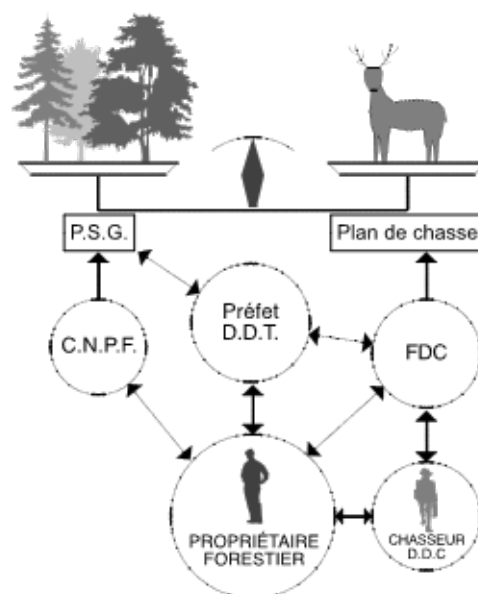 P.S.G.
Plan de chasse
Préfet
D.D.T.
C.N.P.F.
FDC
PROPRIÉTAIRE
FORESTIER
CHASSEUR
D.D.C